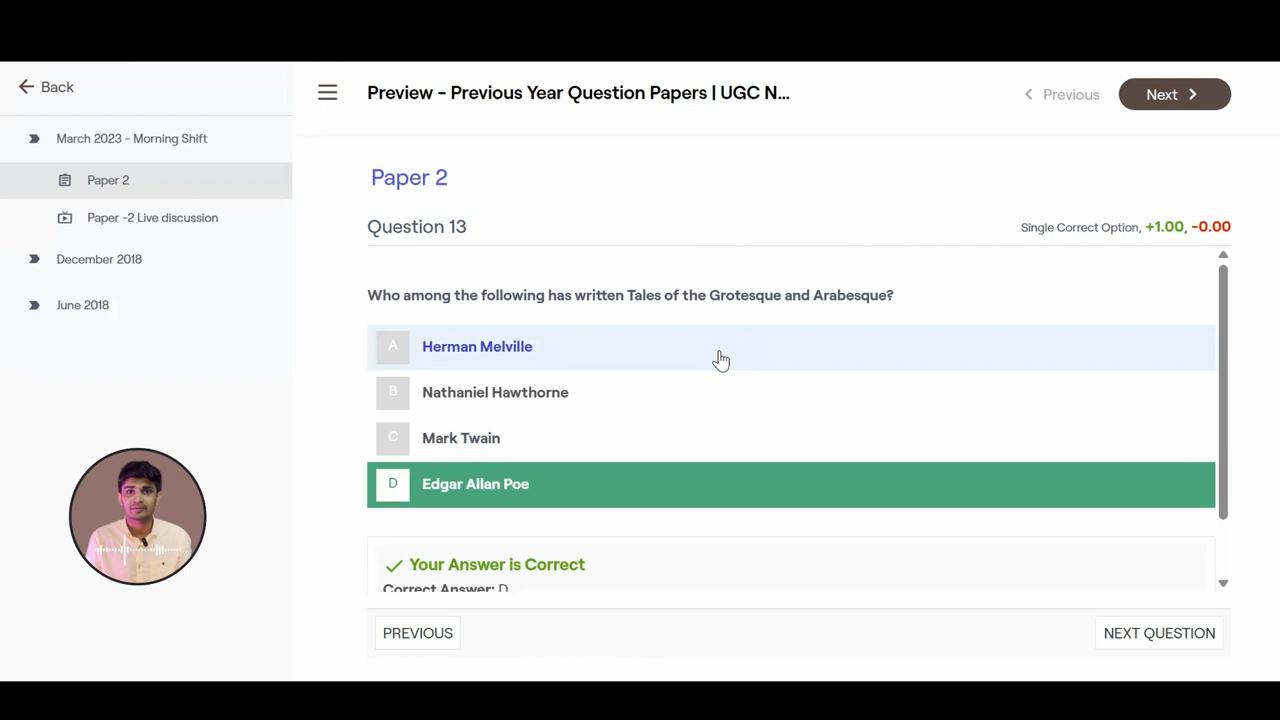 Back
Preview - Previous Year Question Papers | UGC N...
Previous
Next
March 2023 - Morning Shift
Paper 2
Paper -2 Live discussion
December 2018
June 2018
Paper 2
Question 13
Single Correct Option, +1.00, -0.00
Who among the following has written Tales of the Grotesque and Arabesque?
A Herman Melville
B Nathaniel Hawthorne
C Mark Twain
D Edgar Allan Poe
Your Answer is Correct
Correct Answer: D
PREVIOUS
NEXT QUESTION